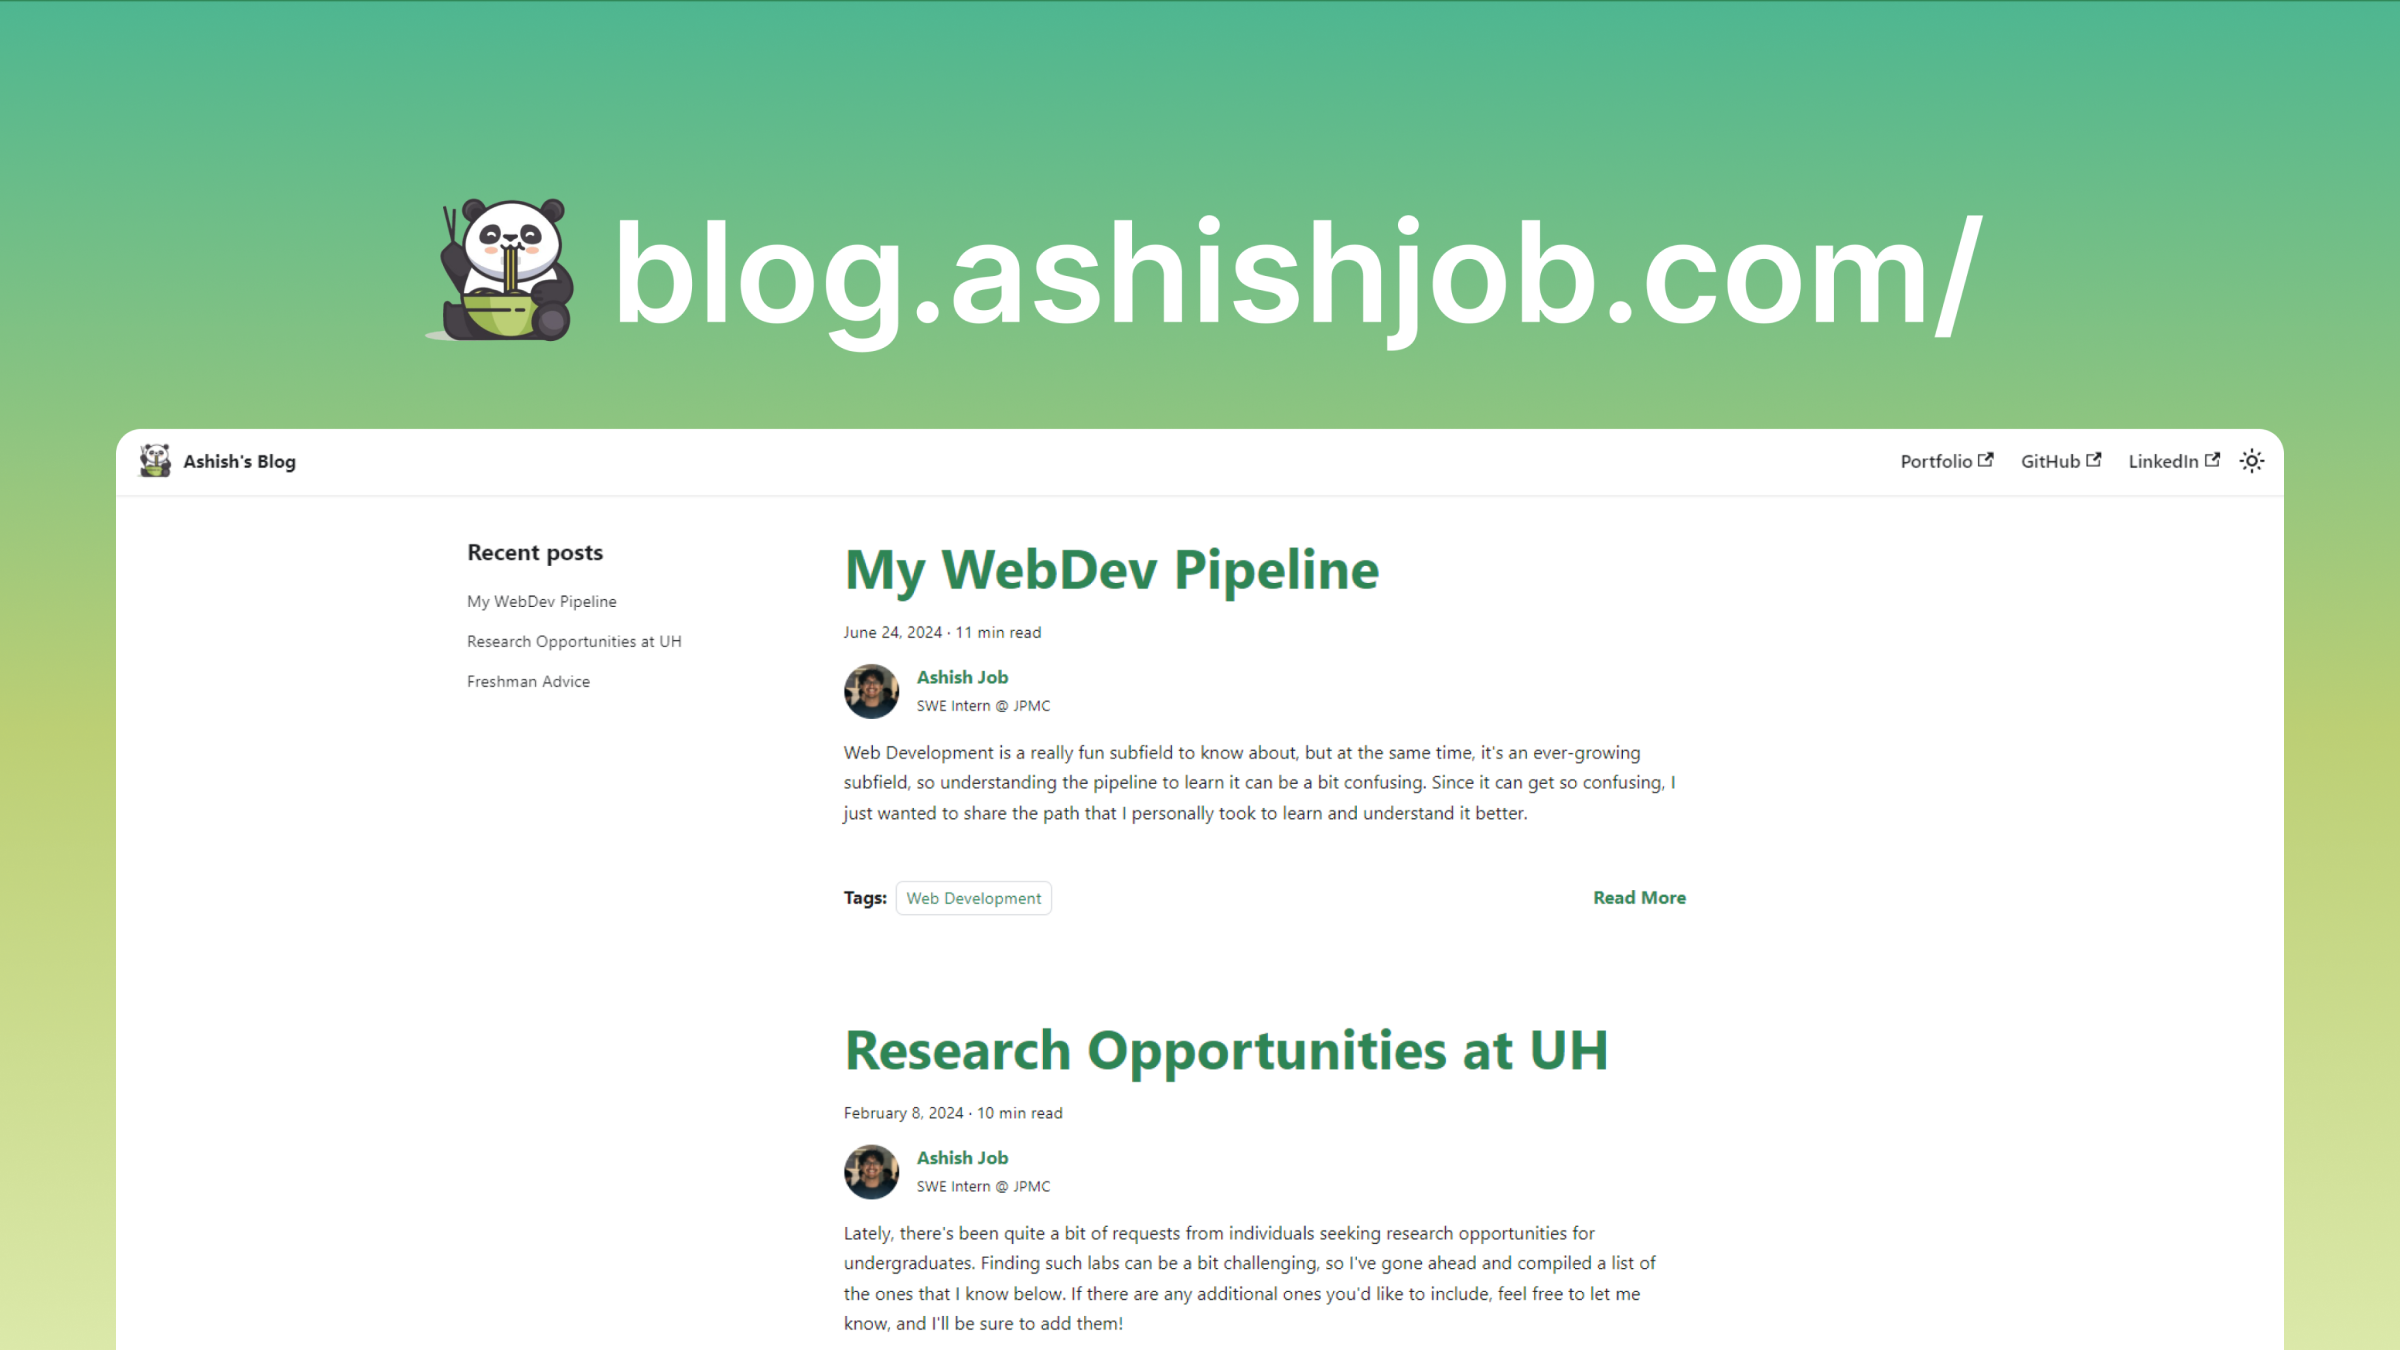 blog.ashishjob.com/
Ashish's Blog
Portfolio
GitHub
LinkedIn
Recent posts
My WebDev Pipeline
Research Opportunities at UH
Freshman Advice
My WebDev Pipeline
June 24, 2024 · 11 min read
Ashish Job
SWE Intern @ JPMC
Web Development is a really fun subfield to know about, but at the same time, it's an ever-growing
subfield, so understanding the pipeline to learn it can be a bit confusing. Since it can get so confusing, I
just wanted to share the path that I personally took to learn and understand it better.
Tags: Web Development
Read More
Research Opportunities at UH
February 8, 2024 · 10 min read
Ashish Job
SWE Intern @ JPMC
Lately, there's been quite a bit of requests from individuals seeking research opportunities for
undergraduates. Finding such labs can be a bit challenging, so I've gone ahead and compiled a list of
the ones that I know below. If there are any additional ones you'd like to include, feel free to let me
know, and I'll be sure to add them!